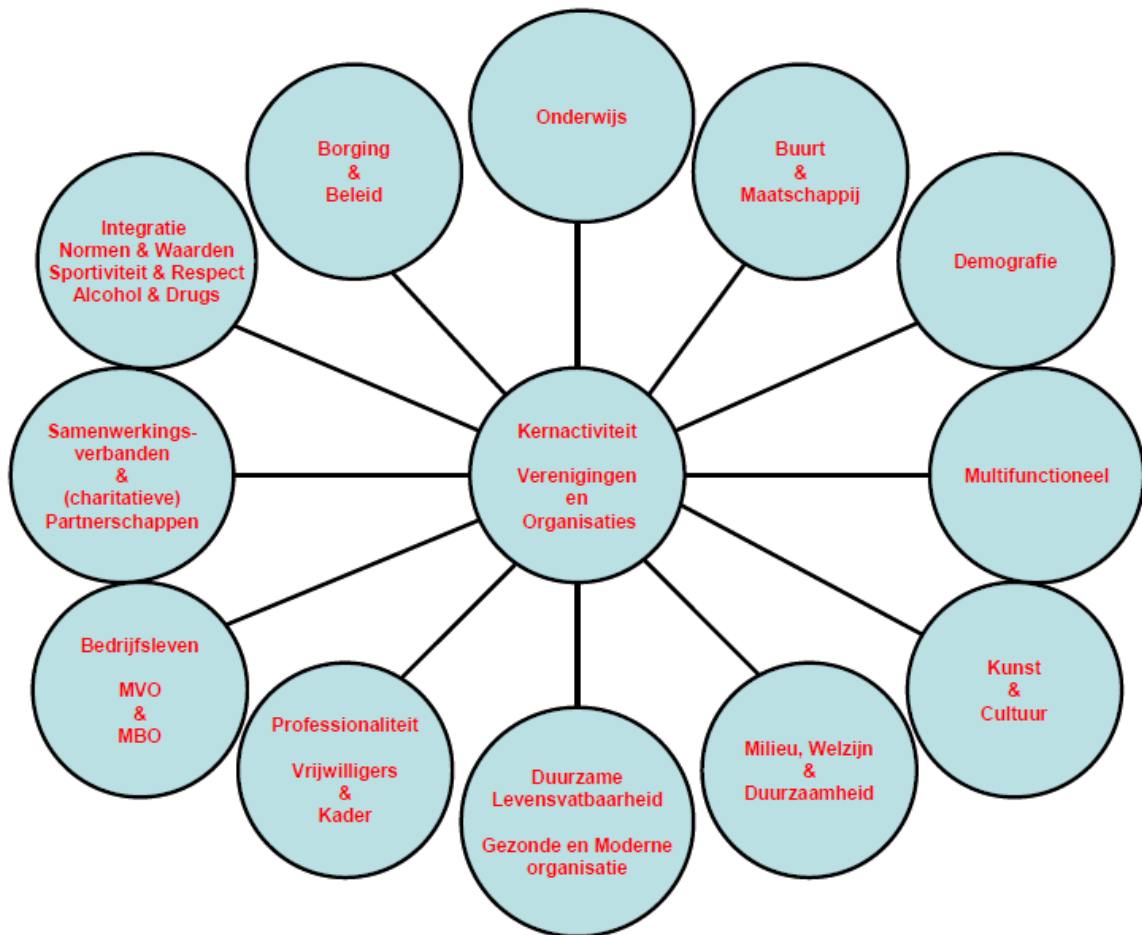 Onderwijs
Borging
&
Beleid
Buurt
&
Maatschappij
Integratie
Normen & Waarden
Sportiviteit & Respect
Alcohol & Drugs
Demografie
Samenwerkings-
verbanden
&
(charitatieve)
Partnerschappen
Kernactiviteit
Verenigingen
en
Organisaties
Multifunctioneel
Bedrijfsleven
MVO
&
MBO
Kunst
&
Cultuur
Professionaliteit
Vrijwilligers
&
Kader
Duurzame
Levensvatbaarheid
Gezonde en Moderne
organisatie
Milieu, Welzijn
&
Duurzaamheid